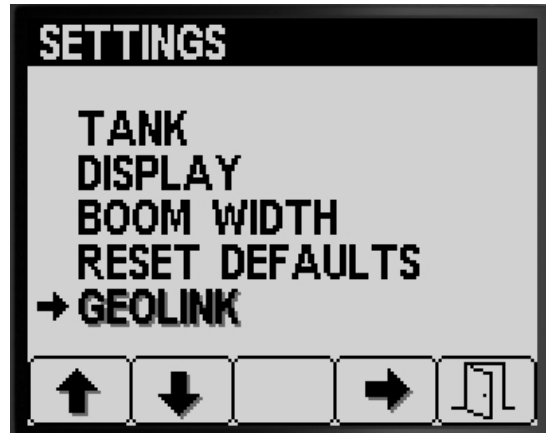 SETTINGS
TANK
DISPLAY
BOOM WIDTH
RESET DEFAULTS
GEOLINK